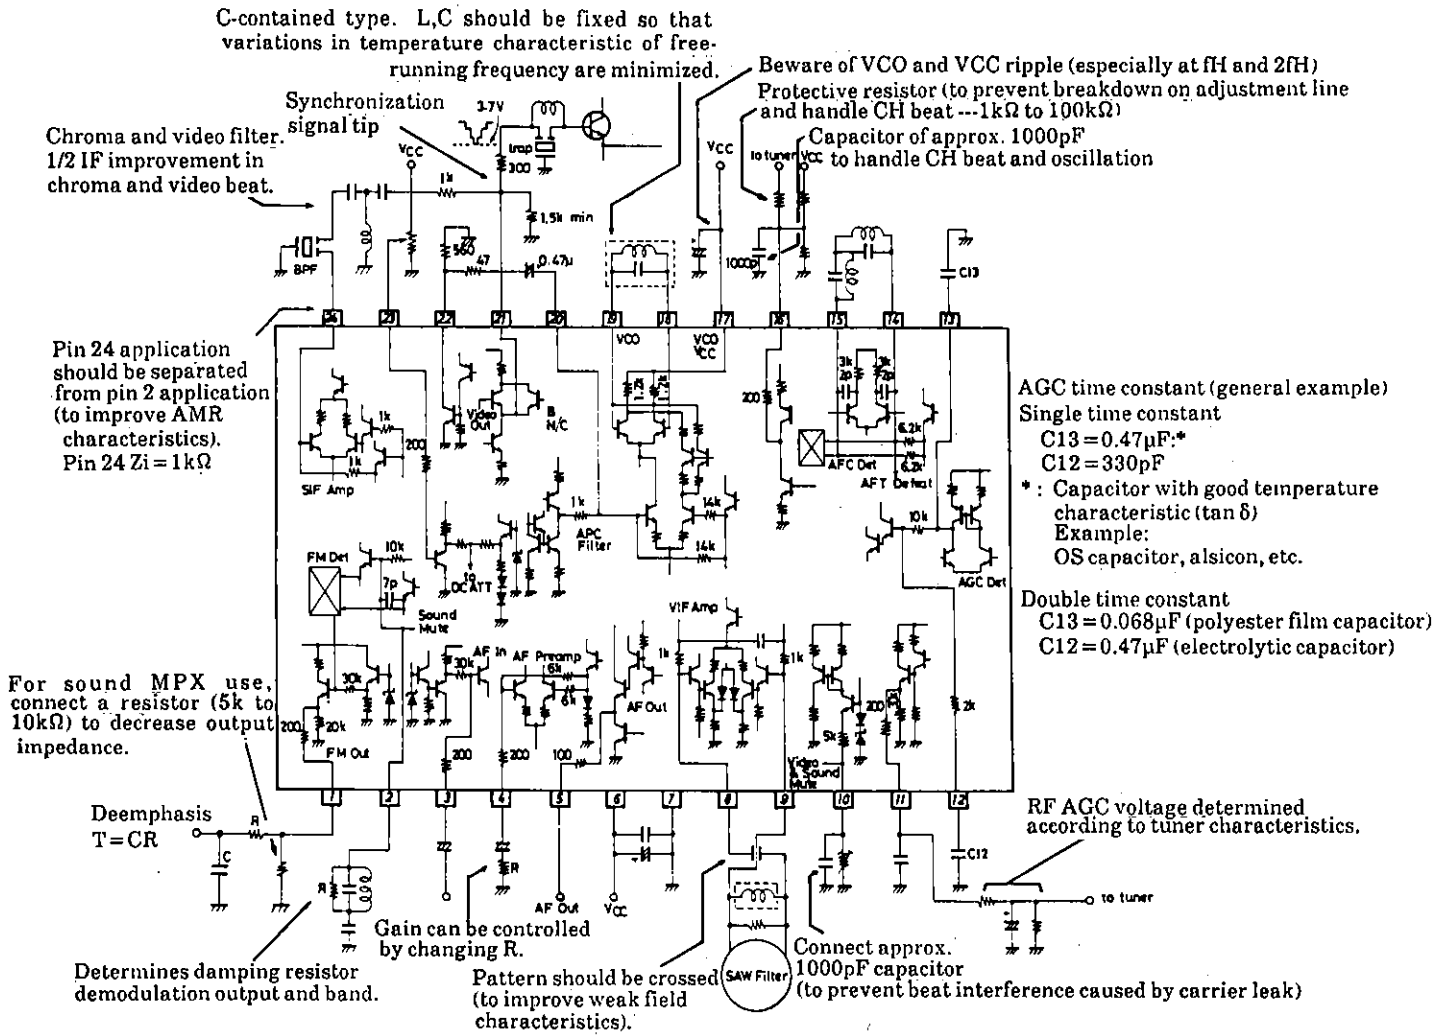 C-contained type. L,C should be fixed so that
variations in temperature characteristic of free-
running frequency are minimized.
Beware of VCO and VCC ripple (especially at fH and 2fH)
Protective resistor (to prevent breakdown on adjustment line
and handle CH beat ---1kΩ to 100kΩ)
Capacitor of approx. 1000pF
to handle CH beat and oscillation
Synchronization
signal tip
3.7V
trap
300
Chroma and video filter.
1/2 IF improvement in
chroma and video beat.
VCC
1k
1.5k min
560
47
0.47μ
BPF
VCC
to tuner
VCC
1000p
C13
24
23
22
21
20
19
18
17
16
15
14
13
Pin 24 application
should be separated
from pin 2 application
(to improve AMR
characteristics).
Pin 24 Zi = 1kΩ
VCO
VCO
VCC
1k
1k
SIF Amp
200
Video
Out
B
N/C
1.2k
1.2k
200
3k
2p
3k
2p
6.2k
6.2k
AFC Det
AFT Defeat
1k
APC
Filter
14k
14k
10k
AGC Det
AGC time constant (general example)
Single time constant
C13=0.47μF:*
C12=330pF
* : Capacitor with good temperature
characteristic (tan δ)
Example:
OS capacitor, alsicon, etc.
Double time constant
C13=0.068μF (polyester film capacitor)
C12=0.47μF (electrolytic capacitor)
FM Det
10k
7p
to
DC ATT
Sound
Mute
VIF Amp
30k
20k
200
FM Out
30k
AF In
200
AF Preamp
6k
6k
200
100
AF Out
1k
1k
200
5k
2k
Video
& Sound
Mute
For sound MPX use,
connect a resistor (5k to
10kΩ) to decrease output
impedance.
1
2
3
4
5
6
7
8
9
10
11
12
Deemphasis
T=CR
R
C
R
R
AF Out
VCC
C12
RF AGC voltage determined
according to tuner characteristics.
to tuner
Gain can be controlled
by changing R.
Determines damping resistor
demodulation output and band.
Pattern should be crossed
(to improve weak field
characteristics).
SAW Filter
Connect approx.
1000pF capacitor
(to prevent beat interference caused by carrier leak)